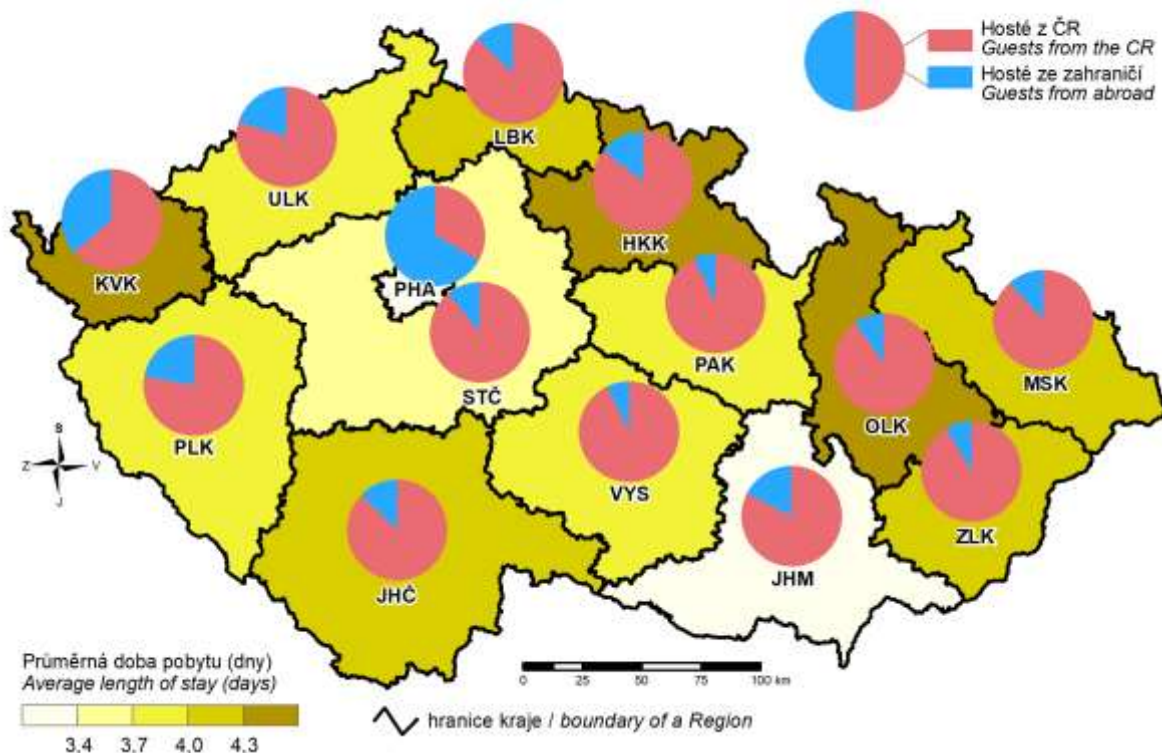 Hosté z ČR
Guests from the CR
Hosté ze zahraničí
Guests from abroad
LBK
ULK
HKK
KVK
PHA
PAK
MSK
STČ
OLK
PLK
VYS
ZLK
JHM
JHČ
S
Z
V
J
Průměrná doba pobytu (dny)
Average length of stay (days)
3.4 3.7 4.0 4.3
0 25 50 75 100 km
hranice kraje / boundary of a Region